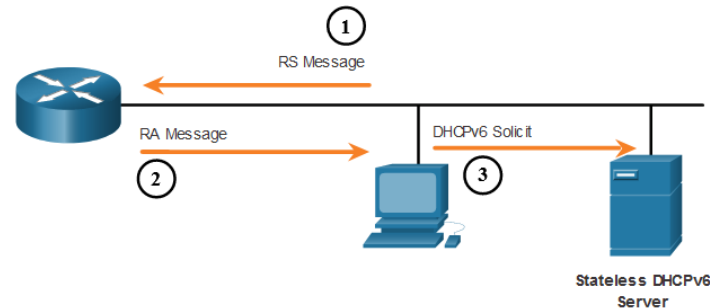 1
RS Message
RA Message
DHCPv6 Solicit
2
3
Stateless DHCPv6
Server